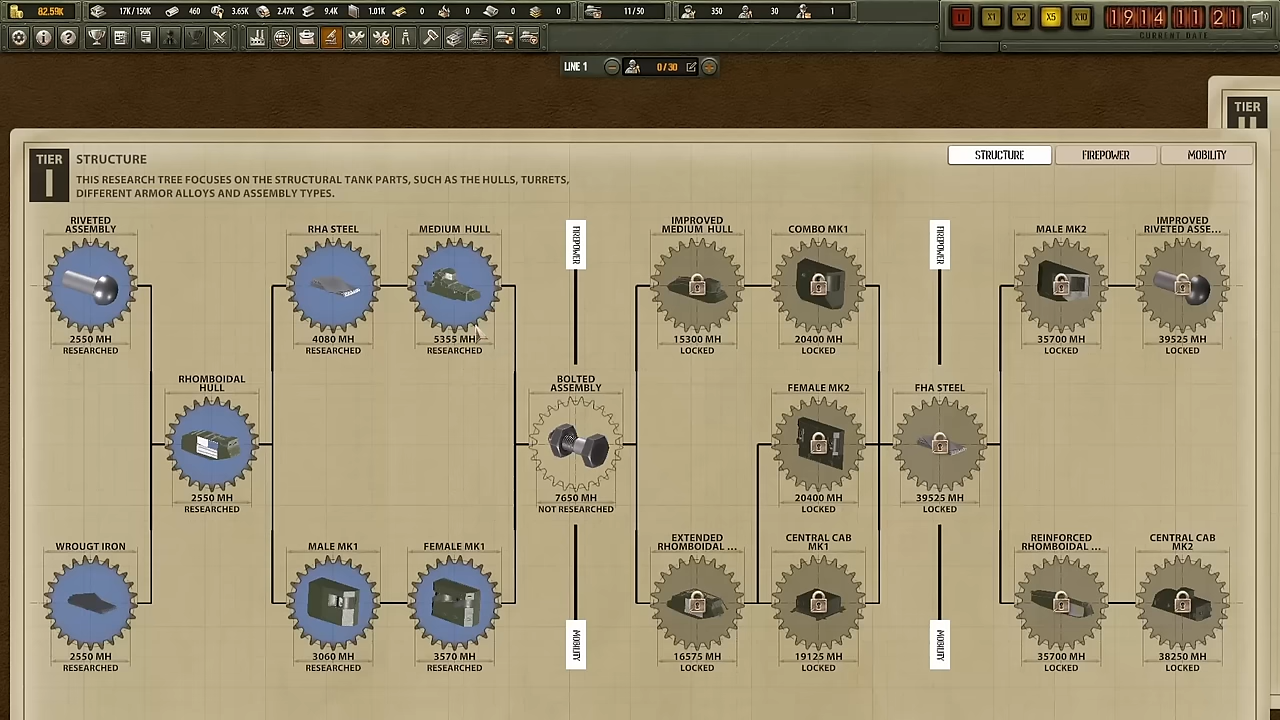 82.59K 17K/150K 460 3.65K 2.47K 9.4K 1.01K 0 0 0 0 11/50 350 30 1
X1 X2 X5 X10 1914 11 21
CURRENT DATE
LINE 1 0/30
TIER
II
TIER
I
STRUCTURE
THIS RESEARCH TREE FOCUSES ON THE STRUCTURAL TANK PARTS, SUCH AS THE HULLS, TURRETS,
DIFFERENT ARMOR ALLOYS AND ASSEMBLY TYPES.
STRUCTURE FIREPOWER MOBILITY
RIVETED
ASSEMBLY
2550 MH
RESEARCHED
WROUGT IRON
2550 MH
RESEARCHED
RHOMBOIDAL
HULL
2550 MH
RESEARCHED
RHA STEEL
4080 MH
RESEARCHED
MEDIUM HULL
5355 MH
RESEARCHED
MALE MK1
3060 MH
RESEARCHED
FEMALE MK1
3570 MH
RESEARCHED
FIREPOWER
BOLTED
ASSEMBLY
7650 MH
NOT RESEARCHED
MOBILITY
IMPROVED
MEDIUM HULL
15300 MH
LOCKED
COMBO MK1
20400 MH
LOCKED
FEMALE MK2
20400 MH
LOCKED
EXTENDED
RHOMBOIDAL ...
16575 MH
LOCKED
CENTRAL CAB
MK1
19125 MH
LOCKED
FIREPOWER
FHA STEEL
39525 MH
LOCKED
MOBILITY
MALE MK2
35700 MH
LOCKED
IMPROVED
RIVETED ASSE...
39525 MH
LOCKED
REINFORCED
RHOMBOIDAL ...
35700 MH
LOCKED
CENTRAL CAB
MK2
38250 MH
LOCKED